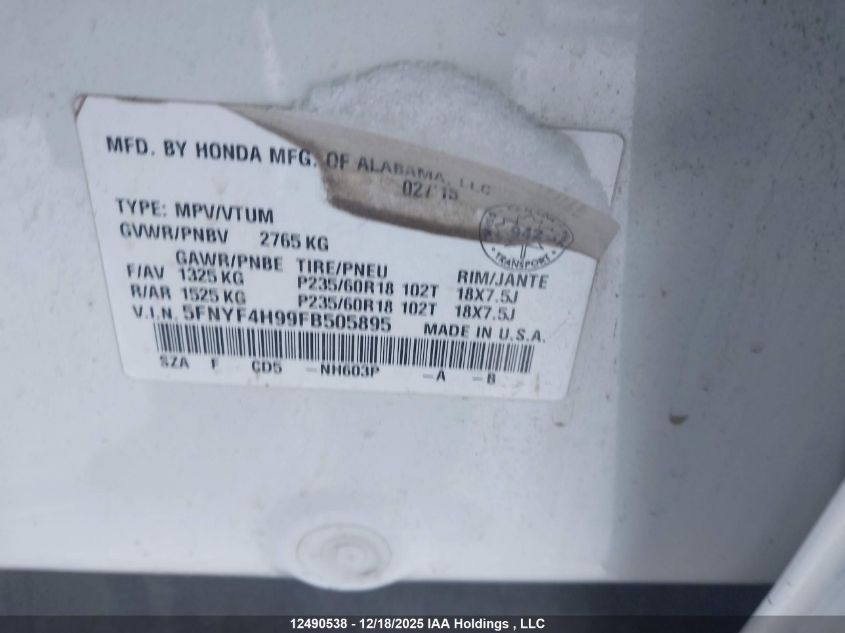 MFD. BY HONDA MFG. OF ALABAMA, LLC
02/'15
TYPE: MPV/VTUM
GVWR/PNBV 2765 KG
GAWR/PNBE TIRE/PNEU RIM/JANTE
F/AV 1325 KG P235/60R18 102T 18X7.5J
R/AR 1525 KG P235/60R18 102T 18X7.5J
V.I.N. 5FNYF4H99FB505895 MADE IN U.S.A.
SZA F CD5 -NH603P -A -B
942
TRANSPORT
12490538 - 12/18/2025 IAA Holdings , LLC